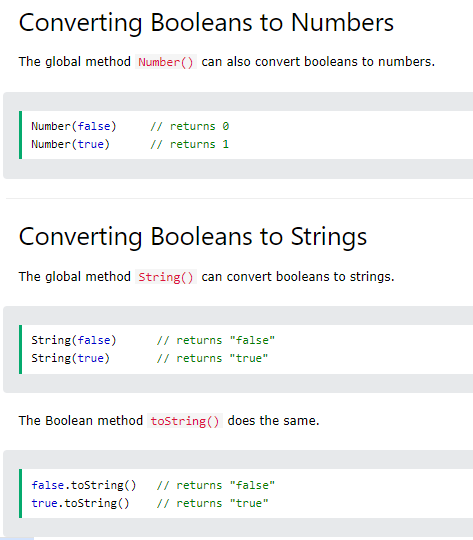 Converting Booleans to Numbers
The global method Number() can also convert booleans to numbers.
Number(false)     // returns 0
Number(true)      // returns 1
Converting Booleans to Strings
The global method String() can convert booleans to strings.
String(false)      // returns "false"
String(true)       // returns "true"
The Boolean method toString() does the same.
false.toString()   // returns "false"
true.toString()    // returns "true"